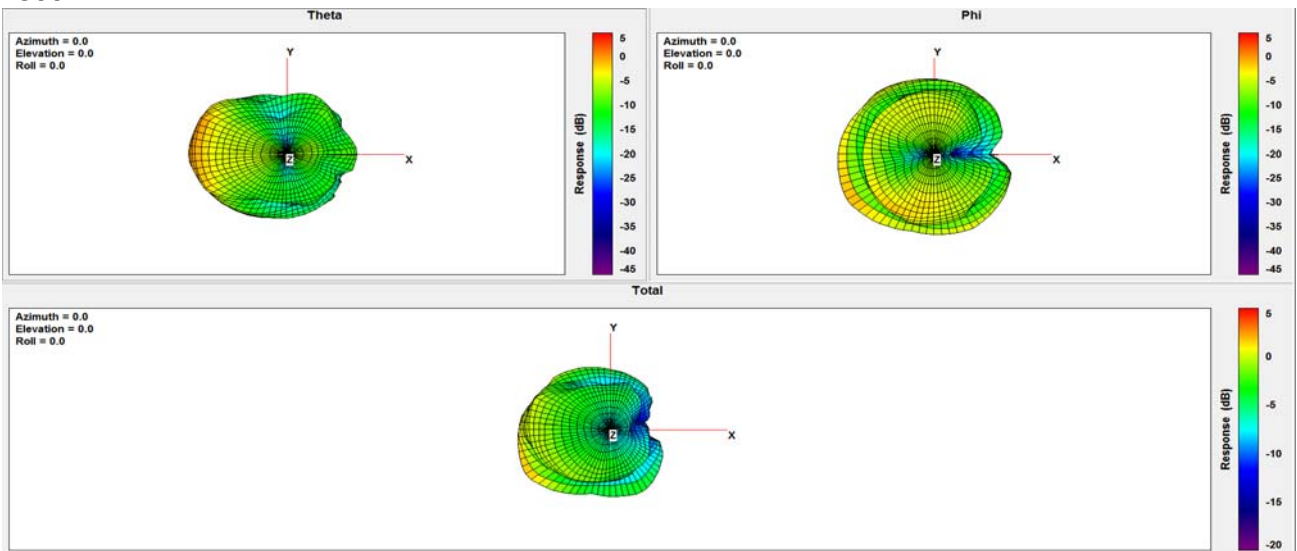 Theta
Azimuth = 0.0
Elevation = 0.0
Roll = 0.0
Y
Z
X
5
0
-5
-10
-15
-20
-25
-30
-35
-40
-45
Response (dB)
Phi
Azimuth = 0.0
Elevation = 0.0
Roll = 0.0
Y
Z
X
5
0
-5
-10
-15
-20
-25
-30
-35
-40
-45
Response (dB)
Total
Azimuth = 0.0
Elevation = 0.0
Roll = 0.0
Y
Z
X
5
0
-5
-10
-15
-20
Response (dB)